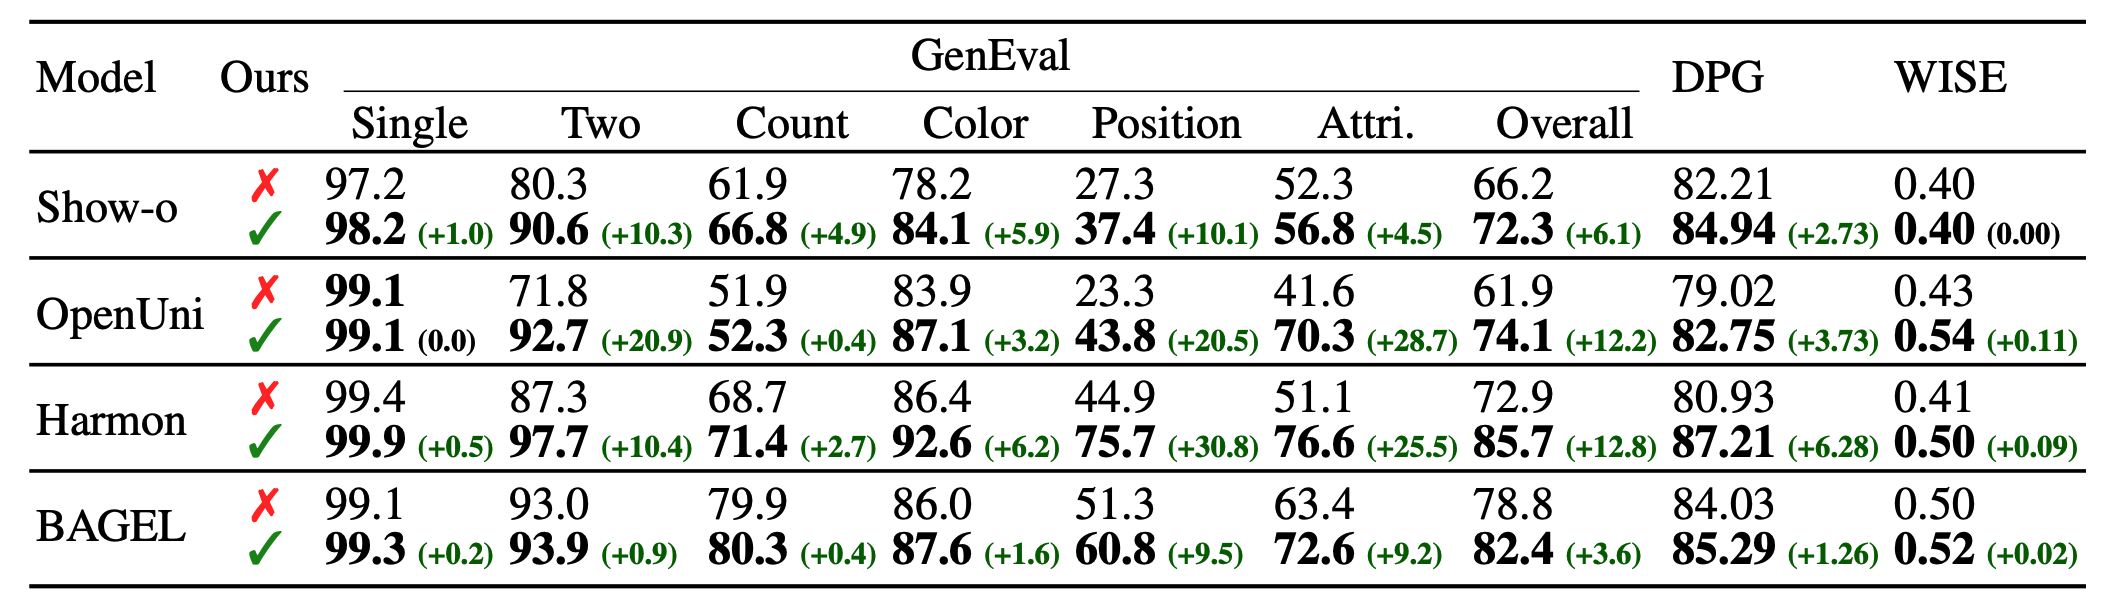 Model Ours GenEval DPG WISE
Single Two Count Color Position Attri. Overall
Show-o ✗ 97.2 80.3 61.9 78.2 27.3 52.3 66.2 82.21 0.40
✓ 98.2 (+1.0) 90.6 (+10.3) 66.8 (+4.9) 84.1 (+5.9) 37.4 (+10.1) 56.8 (+4.5) 72.3 (+6.1) 84.94 (+2.73) 0.40 (0.00)
OpenUni ✗ 99.1 71.8 51.9 83.9 23.3 41.6 61.9 79.02 0.43
✓ 99.1 (0.0) 92.7 (+20.9) 52.3 (+0.4) 87.1 (+3.2) 43.8 (+20.5) 70.3 (+28.7) 74.1 (+12.2) 82.75 (+3.73) 0.54 (+0.11)
Harmon ✗ 99.4 87.3 68.7 86.4 44.9 51.1 72.9 80.93 0.41
✓ 99.9 (+0.5) 97.7 (+10.4) 71.4 (+2.7) 92.6 (+6.2) 75.7 (+30.8) 76.6 (+25.5) 85.7 (+12.8) 87.21 (+6.28) 0.50 (+0.09)
BAGEL ✗ 99.1 93.0 79.9 86.0 51.3 63.4 78.8 84.03 0.50
✓ 99.3 (+0.2) 93.9 (+0.9) 80.3 (+0.4) 87.6 (+1.6) 60.8 (+9.5) 72.6 (+9.2) 82.4 (+3.6) 85.29 (+1.26) 0.52 (+0.02)